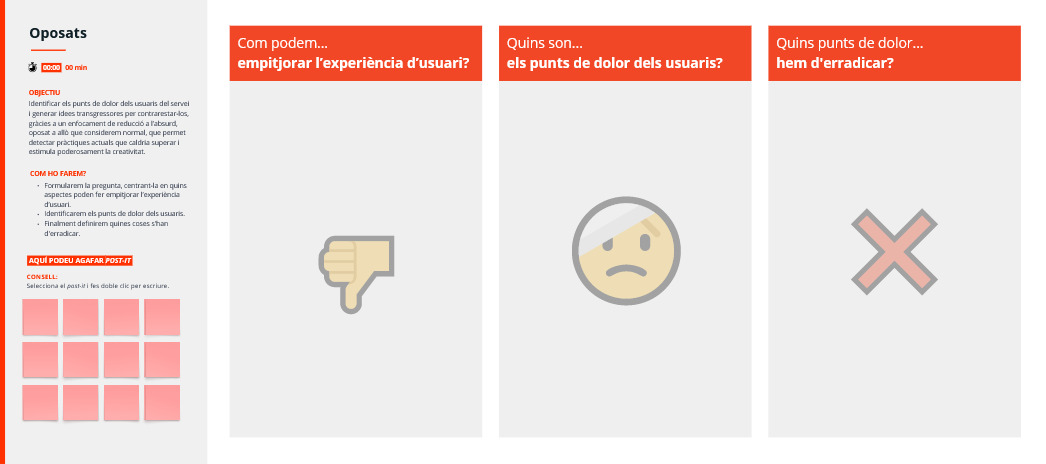 Oposats
00:00 00 min
OBJECTIU
Identificar els punts de dolor dels usuaris del servei
i generar idees transgressores per contrarestar-los,
gràcies a un enfocament de reducció a l'absurd,
oposat a allò que considerem normal, que permet
detectar pràctiques actuals que caldria superar i
estimula poderosament la creativitat.
COM HO FAREM?
• Formularem la pregunta, centrant-la en quins
aspectes poden fer empitjorar l'experiència
d'usuari.
• Identificarem els punts de dolor dels usuaris.
• Finalment definirem quines coses s'han
d'erradicar.
AQUÍ PODEU AGAFAR POST-IT
CONSELL:
Selecciona el post-it i fes doble clic per escriure.
Com podem...
empitjorar l’experiència d’usuari?
Quins son...
els punts de dolor dels usuaris?
Quins punts de dolor...
hem d'erradicar?